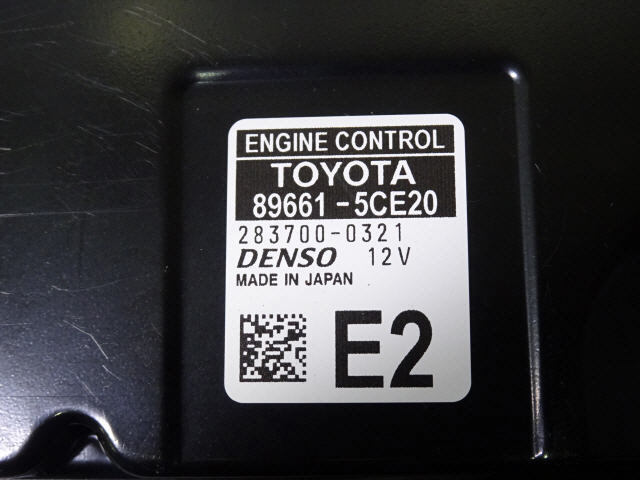 ENGINE CONTROL
TOYOTA
89661-5CE20
283700-0321
DENSO 12V
MADE IN JAPAN
E2